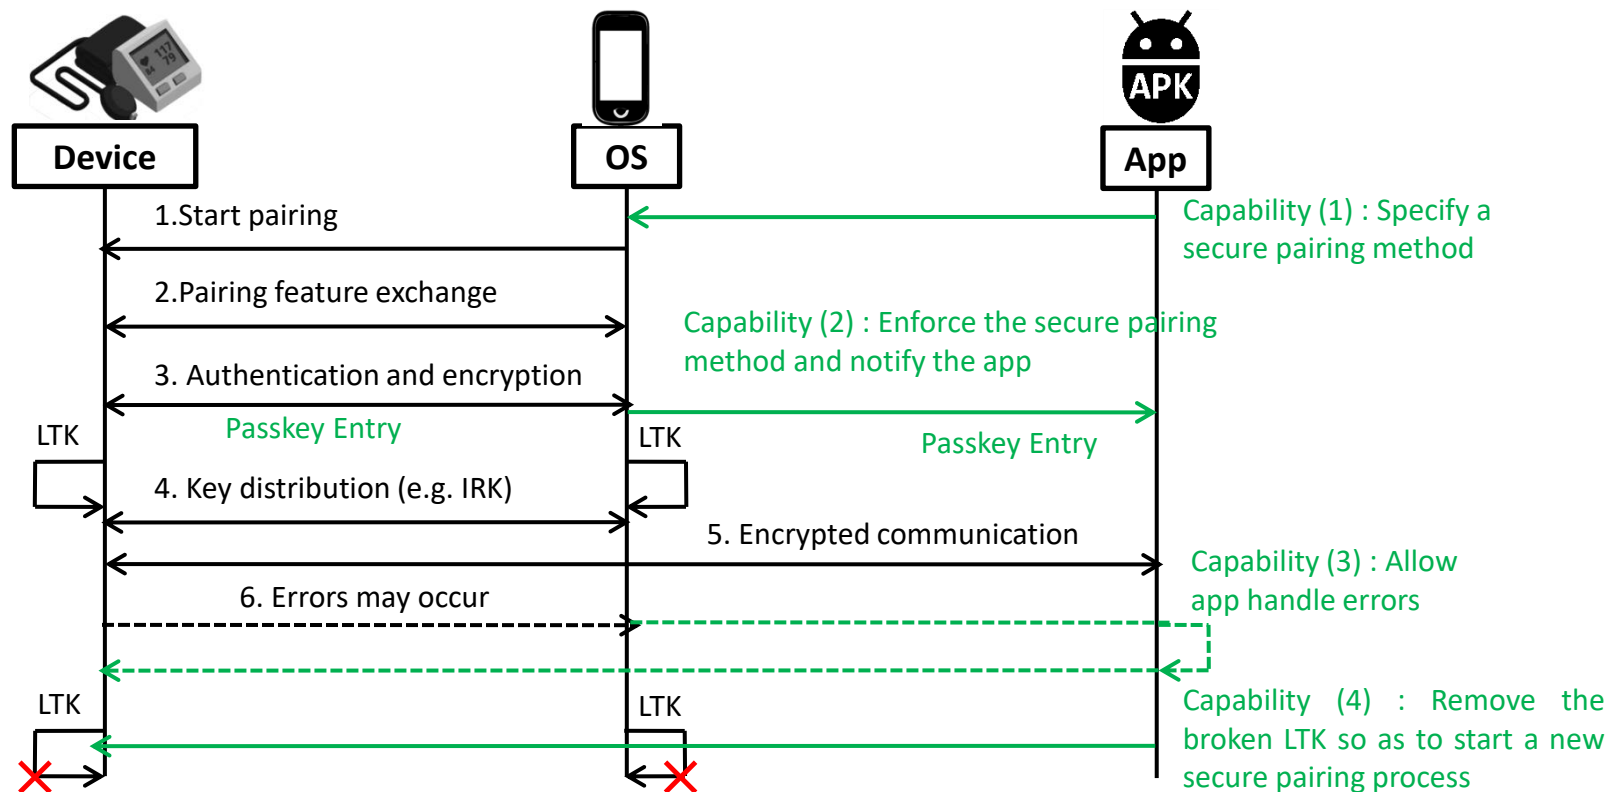 117
79
84
APK
Device
OS
App
1.Start pairing
Capability (1) : Specify a
secure pairing method
2.Pairing feature exchange
Capability (2) : Enforce the secure pairing
method and notify the app
3. Authentication and encryption
Passkey Entry
Passkey Entry
LTK
LTK
4. Key distribution (e.g. IRK)
5. Encrypted communication
Capability (3) : Allow
app handle errors
6. Errors may occur
LTK
LTK
Capability (4) : Remove the
broken LTK so as to start a new
secure pairing process